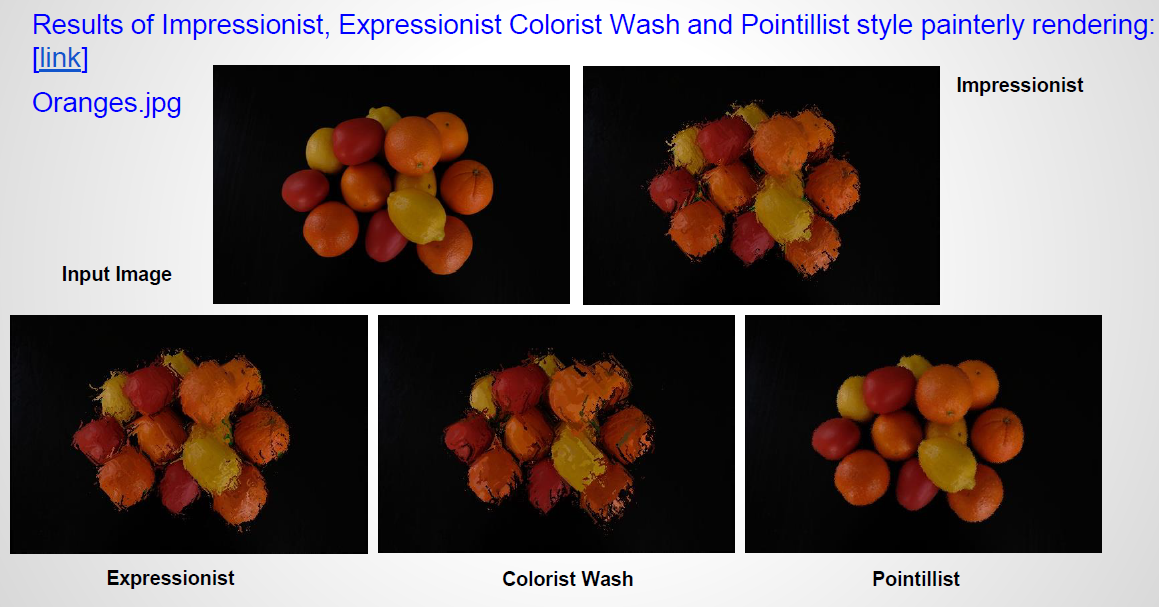 Results of Impressionist, Expressionist Colorist Wash and Pointillist style painterly rendering:
[link]
Oranges.jpg
Impressionist
Input Image
Expressionist
Colorist Wash
Pointillist